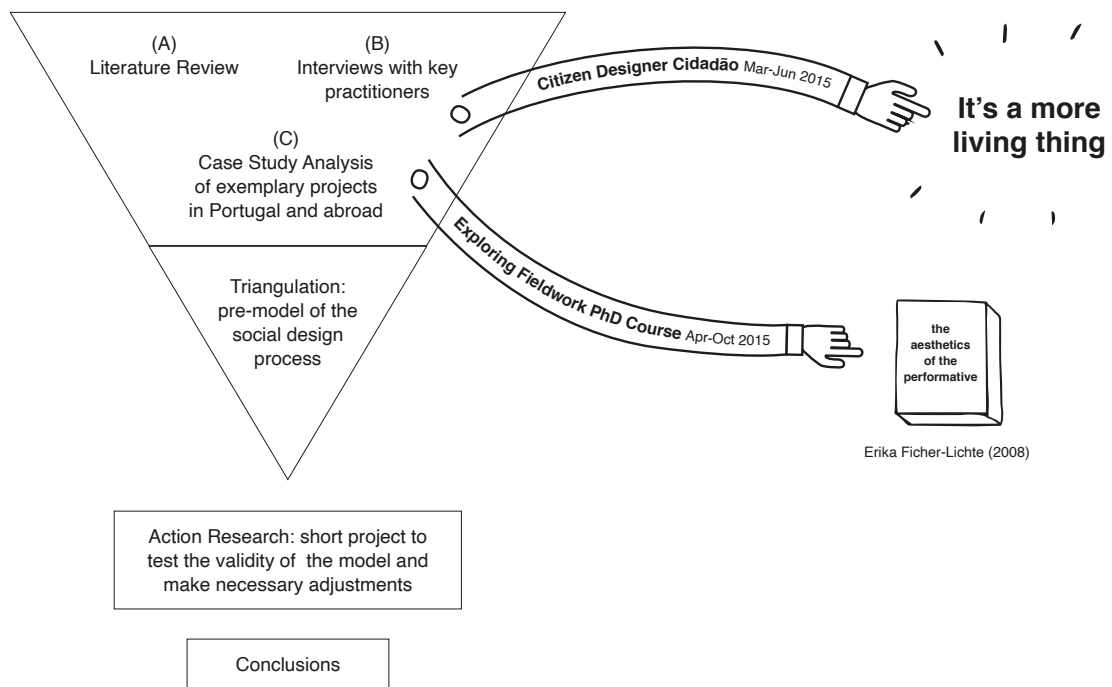 (A)
Literature Review
(B)
Interviews with key
practitioners
(C)
Case Study Analysis
of exemplary projects
in Portugal and abroad
Triangulation:
pre-model of the
social design
process
Citizen Designer Cidadão Mar-Jun 2015
It's a more
living thing
Exploring Fieldwork PhD Course Apr-Oct 2015
the
aesthetics
of the
performative
Erika Ficher-Lichte (2008)
Action Research: short project to
test the validity of the model and
make necessary adjustments
Conclusions